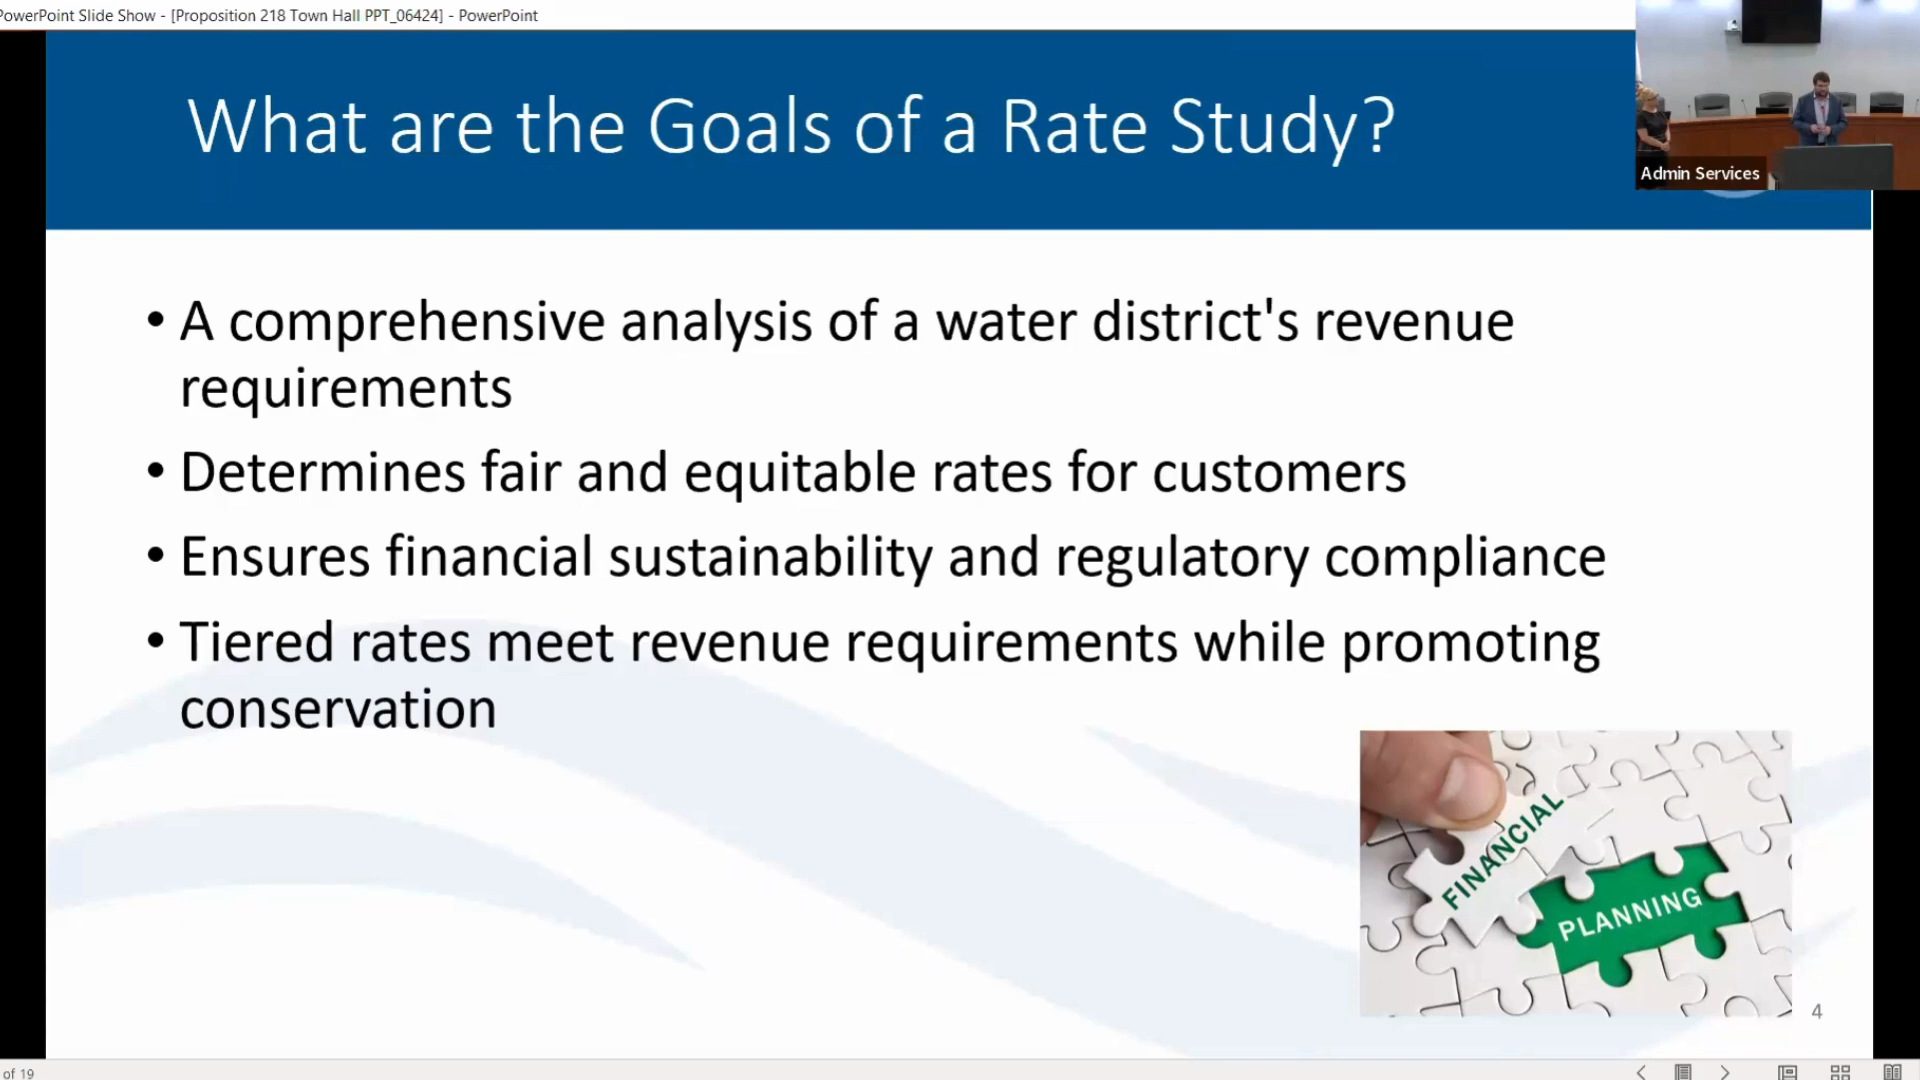 PowerPoint Slide Show - [Proposition 218 Town Hall PPT_06424] - PowerPoint
What are the Goals of a Rate Study?
Admin Services
• A comprehensive analysis of a water district's revenue
requirements
• Determines fair and equitable rates for customers
• Ensures financial sustainability and regulatory compliance
• Tiered rates meet revenue requirements while promoting
conservation
FINANCIAL
PLANNING
4
of 19